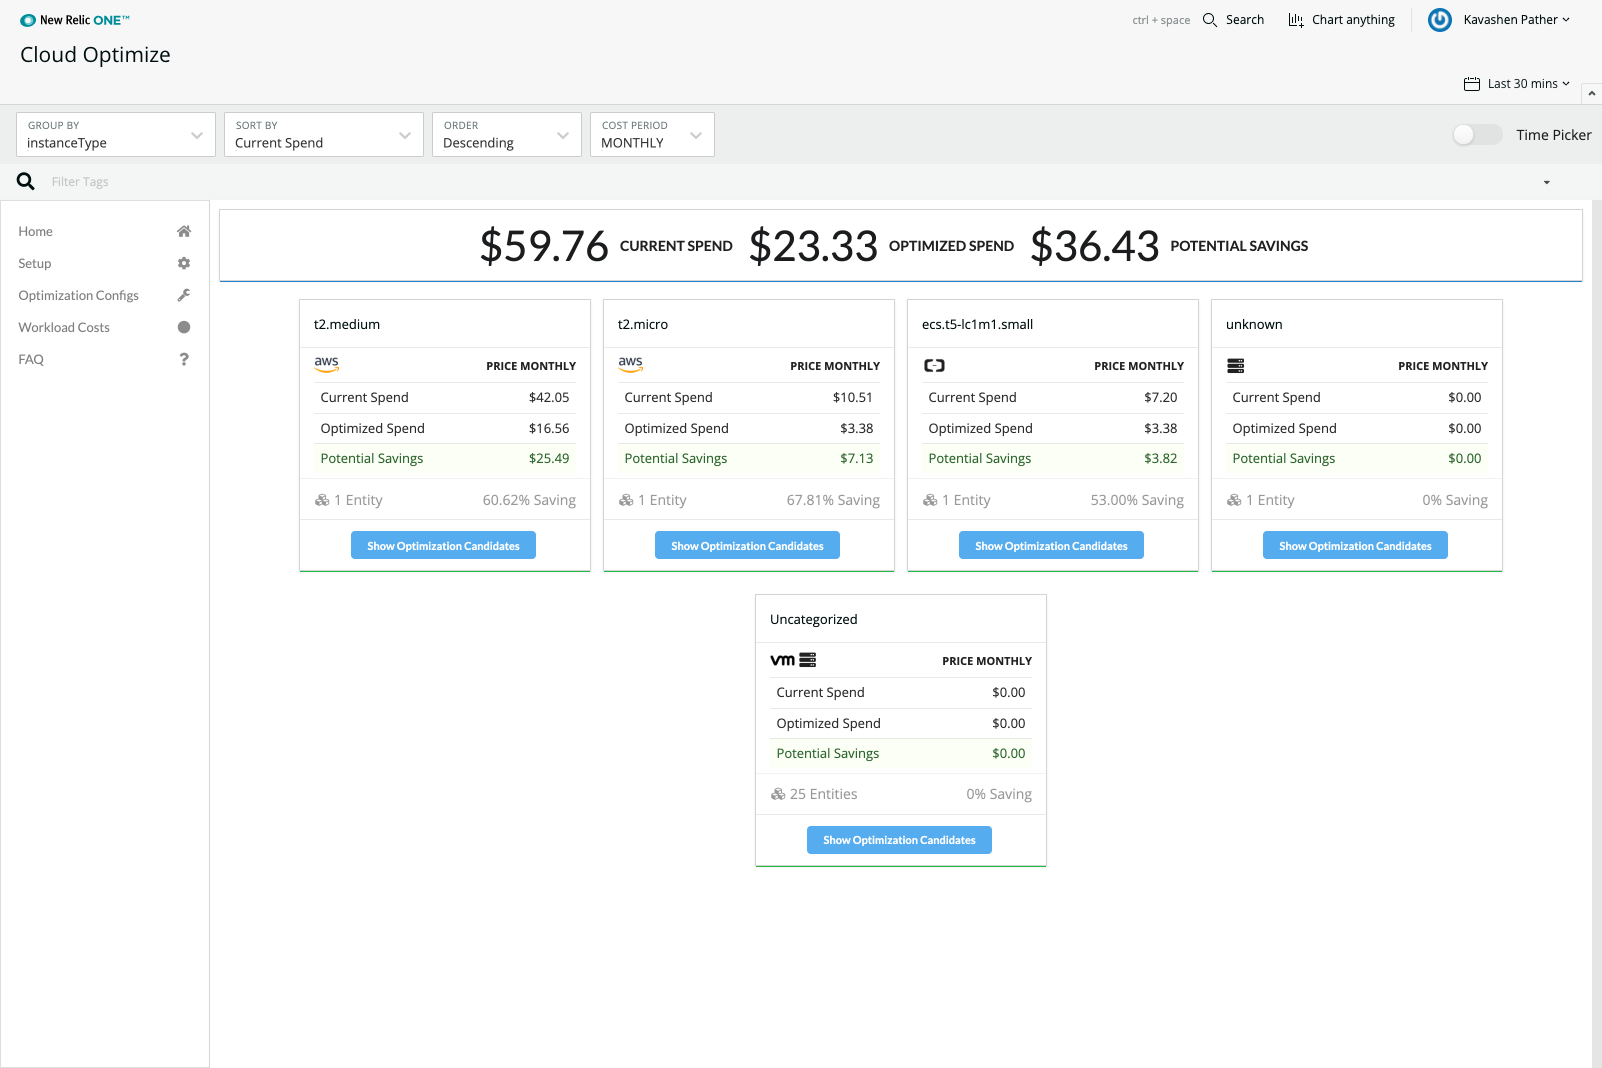 New Relic ONE™
ctrl + space Search Chart anything Kavashen Pather
Cloud Optimize
Last 30 mins
GROUP BY
instanceType
SORT BY
Current Spend
ORDER
Descending
COST PERIOD
MONTHLY
Time Picker
Filter Tags
Home
Setup
Optimization Configs
Workload Costs
FAQ
$59.76 CURRENT SPEND $23.33 OPTIMIZED SPEND $36.43 POTENTIAL SAVINGS
t2.medium
aws PRICE MONTHLY
Current Spend $42.05
Optimized Spend $16.56
Potential Savings $25.49
1 Entity 60.62% Saving
Show Optimization Candidates
t2.micro
aws PRICE MONTHLY
Current Spend $10.51
Optimized Spend $3.38
Potential Savings $7.13
1 Entity 67.81% Saving
Show Optimization Candidates
ecs.t5-lc1m1.small
PRICE MONTHLY
Current Spend $7.20
Optimized Spend $3.38
Potential Savings $3.82
1 Entity 53.00% Saving
Show Optimization Candidates
unknown
PRICE MONTHLY
Current Spend $0.00
Optimized Spend $0.00
Potential Savings $0.00
1 Entity 0% Saving
Show Optimization Candidates
Uncategorized
vm PRICE MONTHLY
Current Spend $0.00
Optimized Spend $0.00
Potential Savings $0.00
25 Entities 0% Saving
Show Optimization Candidates